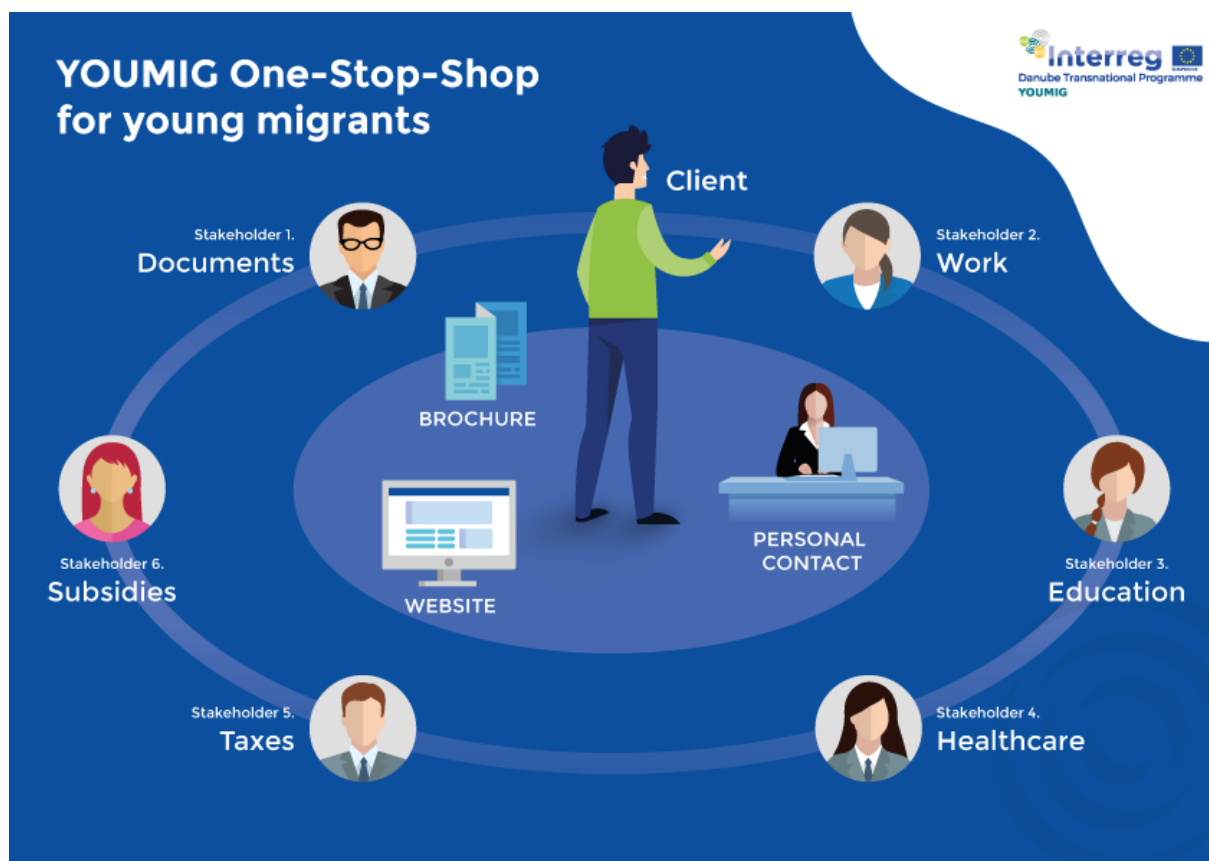 YOUMIG One-Stop-Shop
for young migrants
Interreg
Danube Transnational Programme
YOUMIG
Client
Stakeholder 1.
Documents
Stakeholder 2.
Work
BROCHURE
PERSONAL
CONTACT
WEBSITE
Stakeholder 6.
Subsidies
Stakeholder 3.
Education
Stakeholder 5.
Taxes
Stakeholder 4.
Healthcare